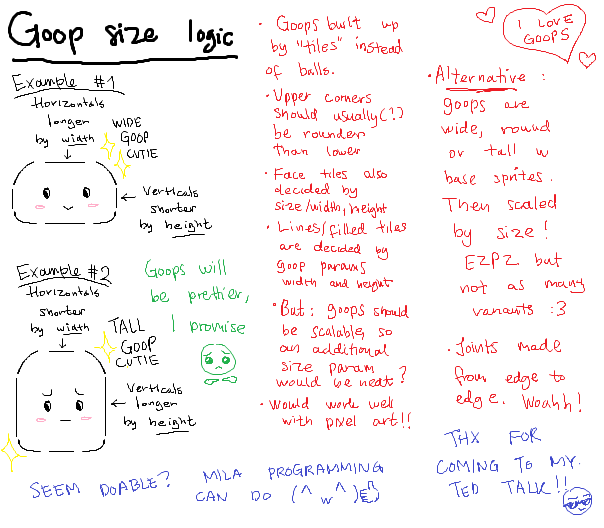 Goop size logic
Example #1
Horizontals
longer
by width
WIDE
GOOP
CUTIE
← Verticals
shorter
by height
Example #2
Horizontals
shorter
by width
TALL
GOOP
CUTIE
← Verticals
longer
by height
Goops will
be prettier,
I promise
• Goops built up
by "tiles" instead
of balls.
• Upper corners
should usually(?)
be rounder
than lower
• Face tiles also
decided by
size/width, height
• Lines/filled tiles
are decided by
goop params
width and height
• But: goops should
be scalable, so
an additional
size param
would be neat?
• Would work well
with pixel art!!
I LOVE
GOOPS
• Alternative:
goops are
wide, round
or tall w
base sprites.
Then scaled
by size!
EZPZ but
not as many
variants :3
• Joints made
from edge to
edge. Woahh!
SEEM DOABLE? MILA PROGRAMMING
CAN DO (^w^)
THX FOR
COMING TO MY
TED TALK!!